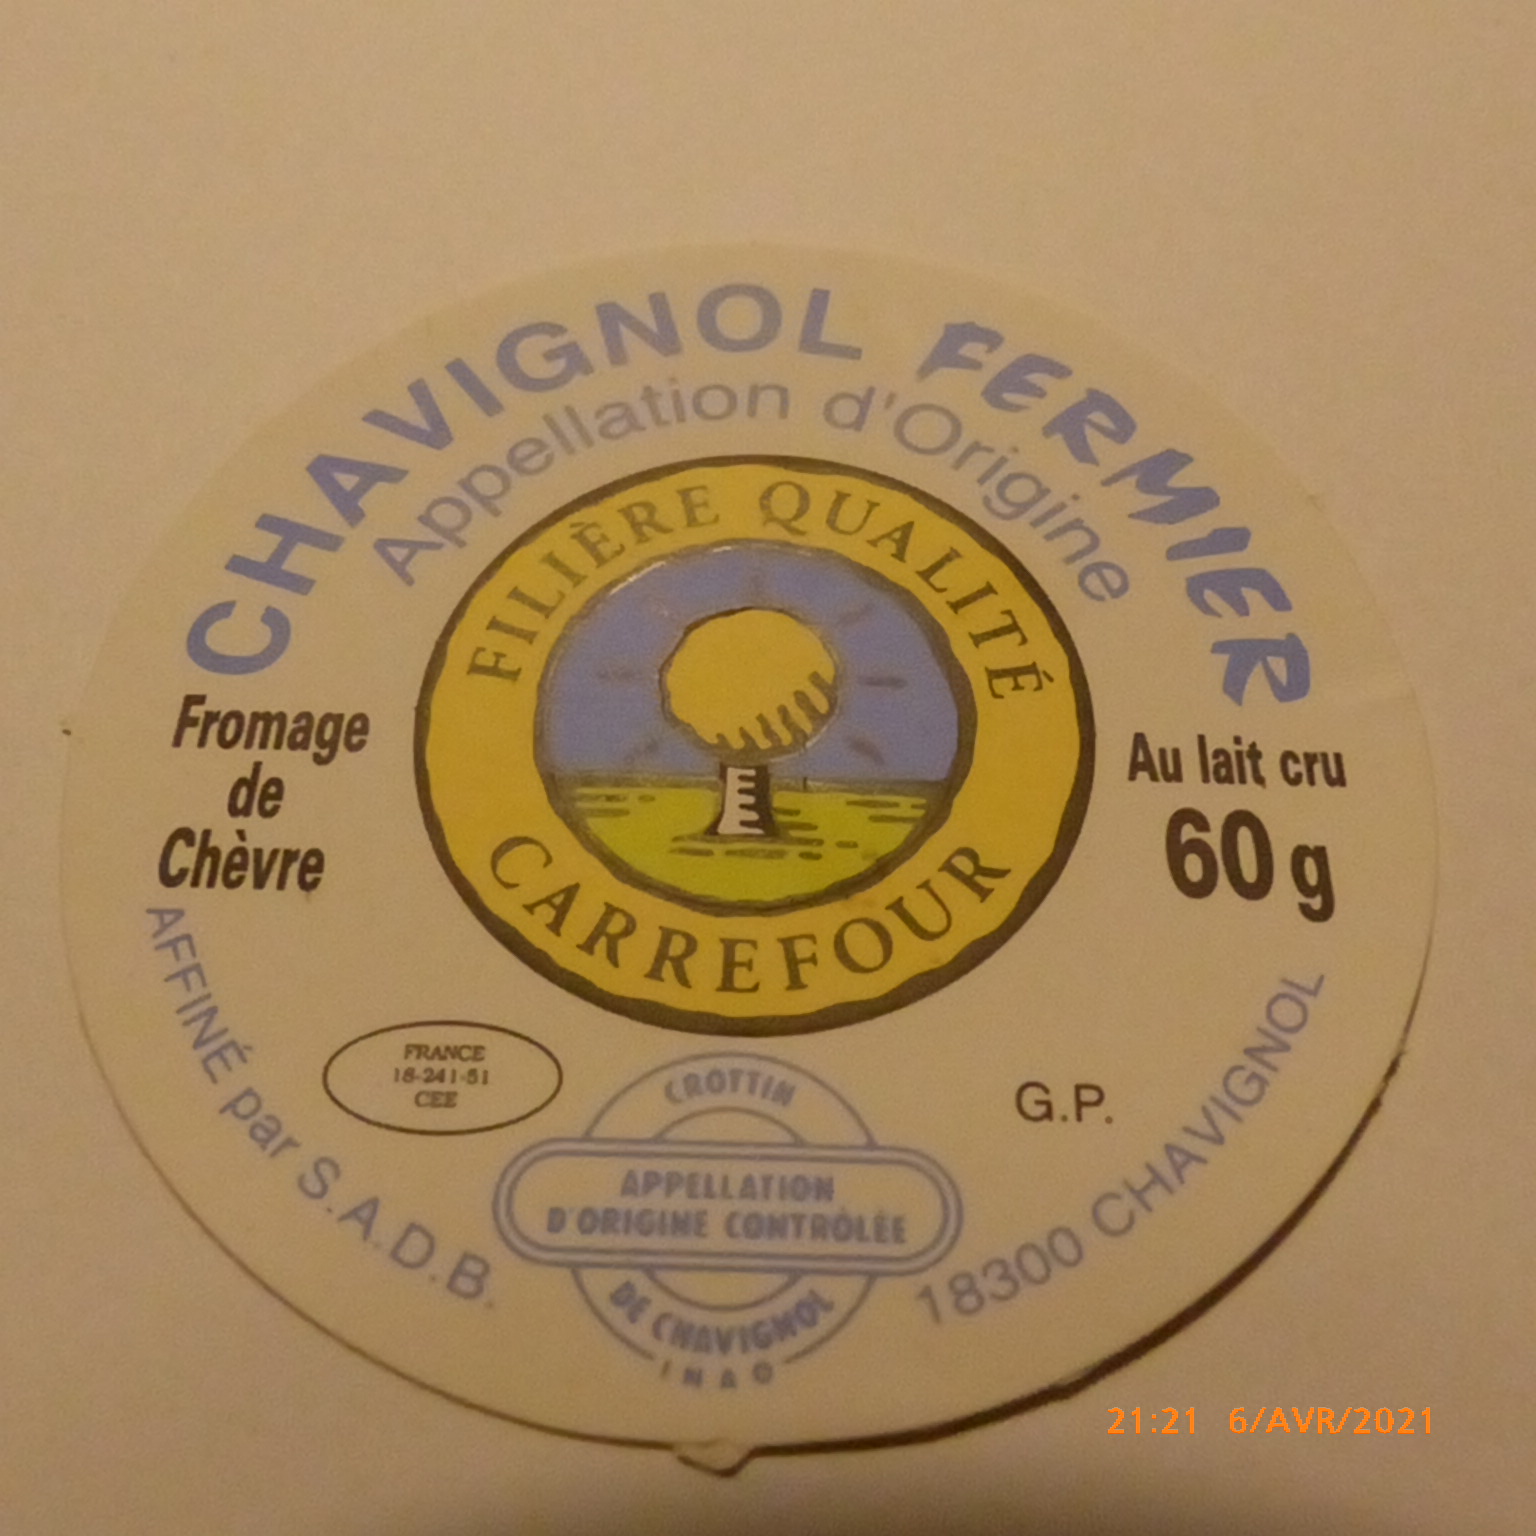 CHAVIGNOL FERMIER
Appellation d'Origine
FILIÈRE QUALITÉ
CARREFOUR
Fromage
de
Chèvre
Au lait cru
60 g
AFFINÉ par S.A.D.B.
FRANCE
18-241-51
CEE
G.P.
CROTTIN
APPELLATION
D'ORIGINE CONTRÔLÉE
DE CHAVIGNOL
INAO
18300 CHAVIGNOL
21:21 6/AVR/2021